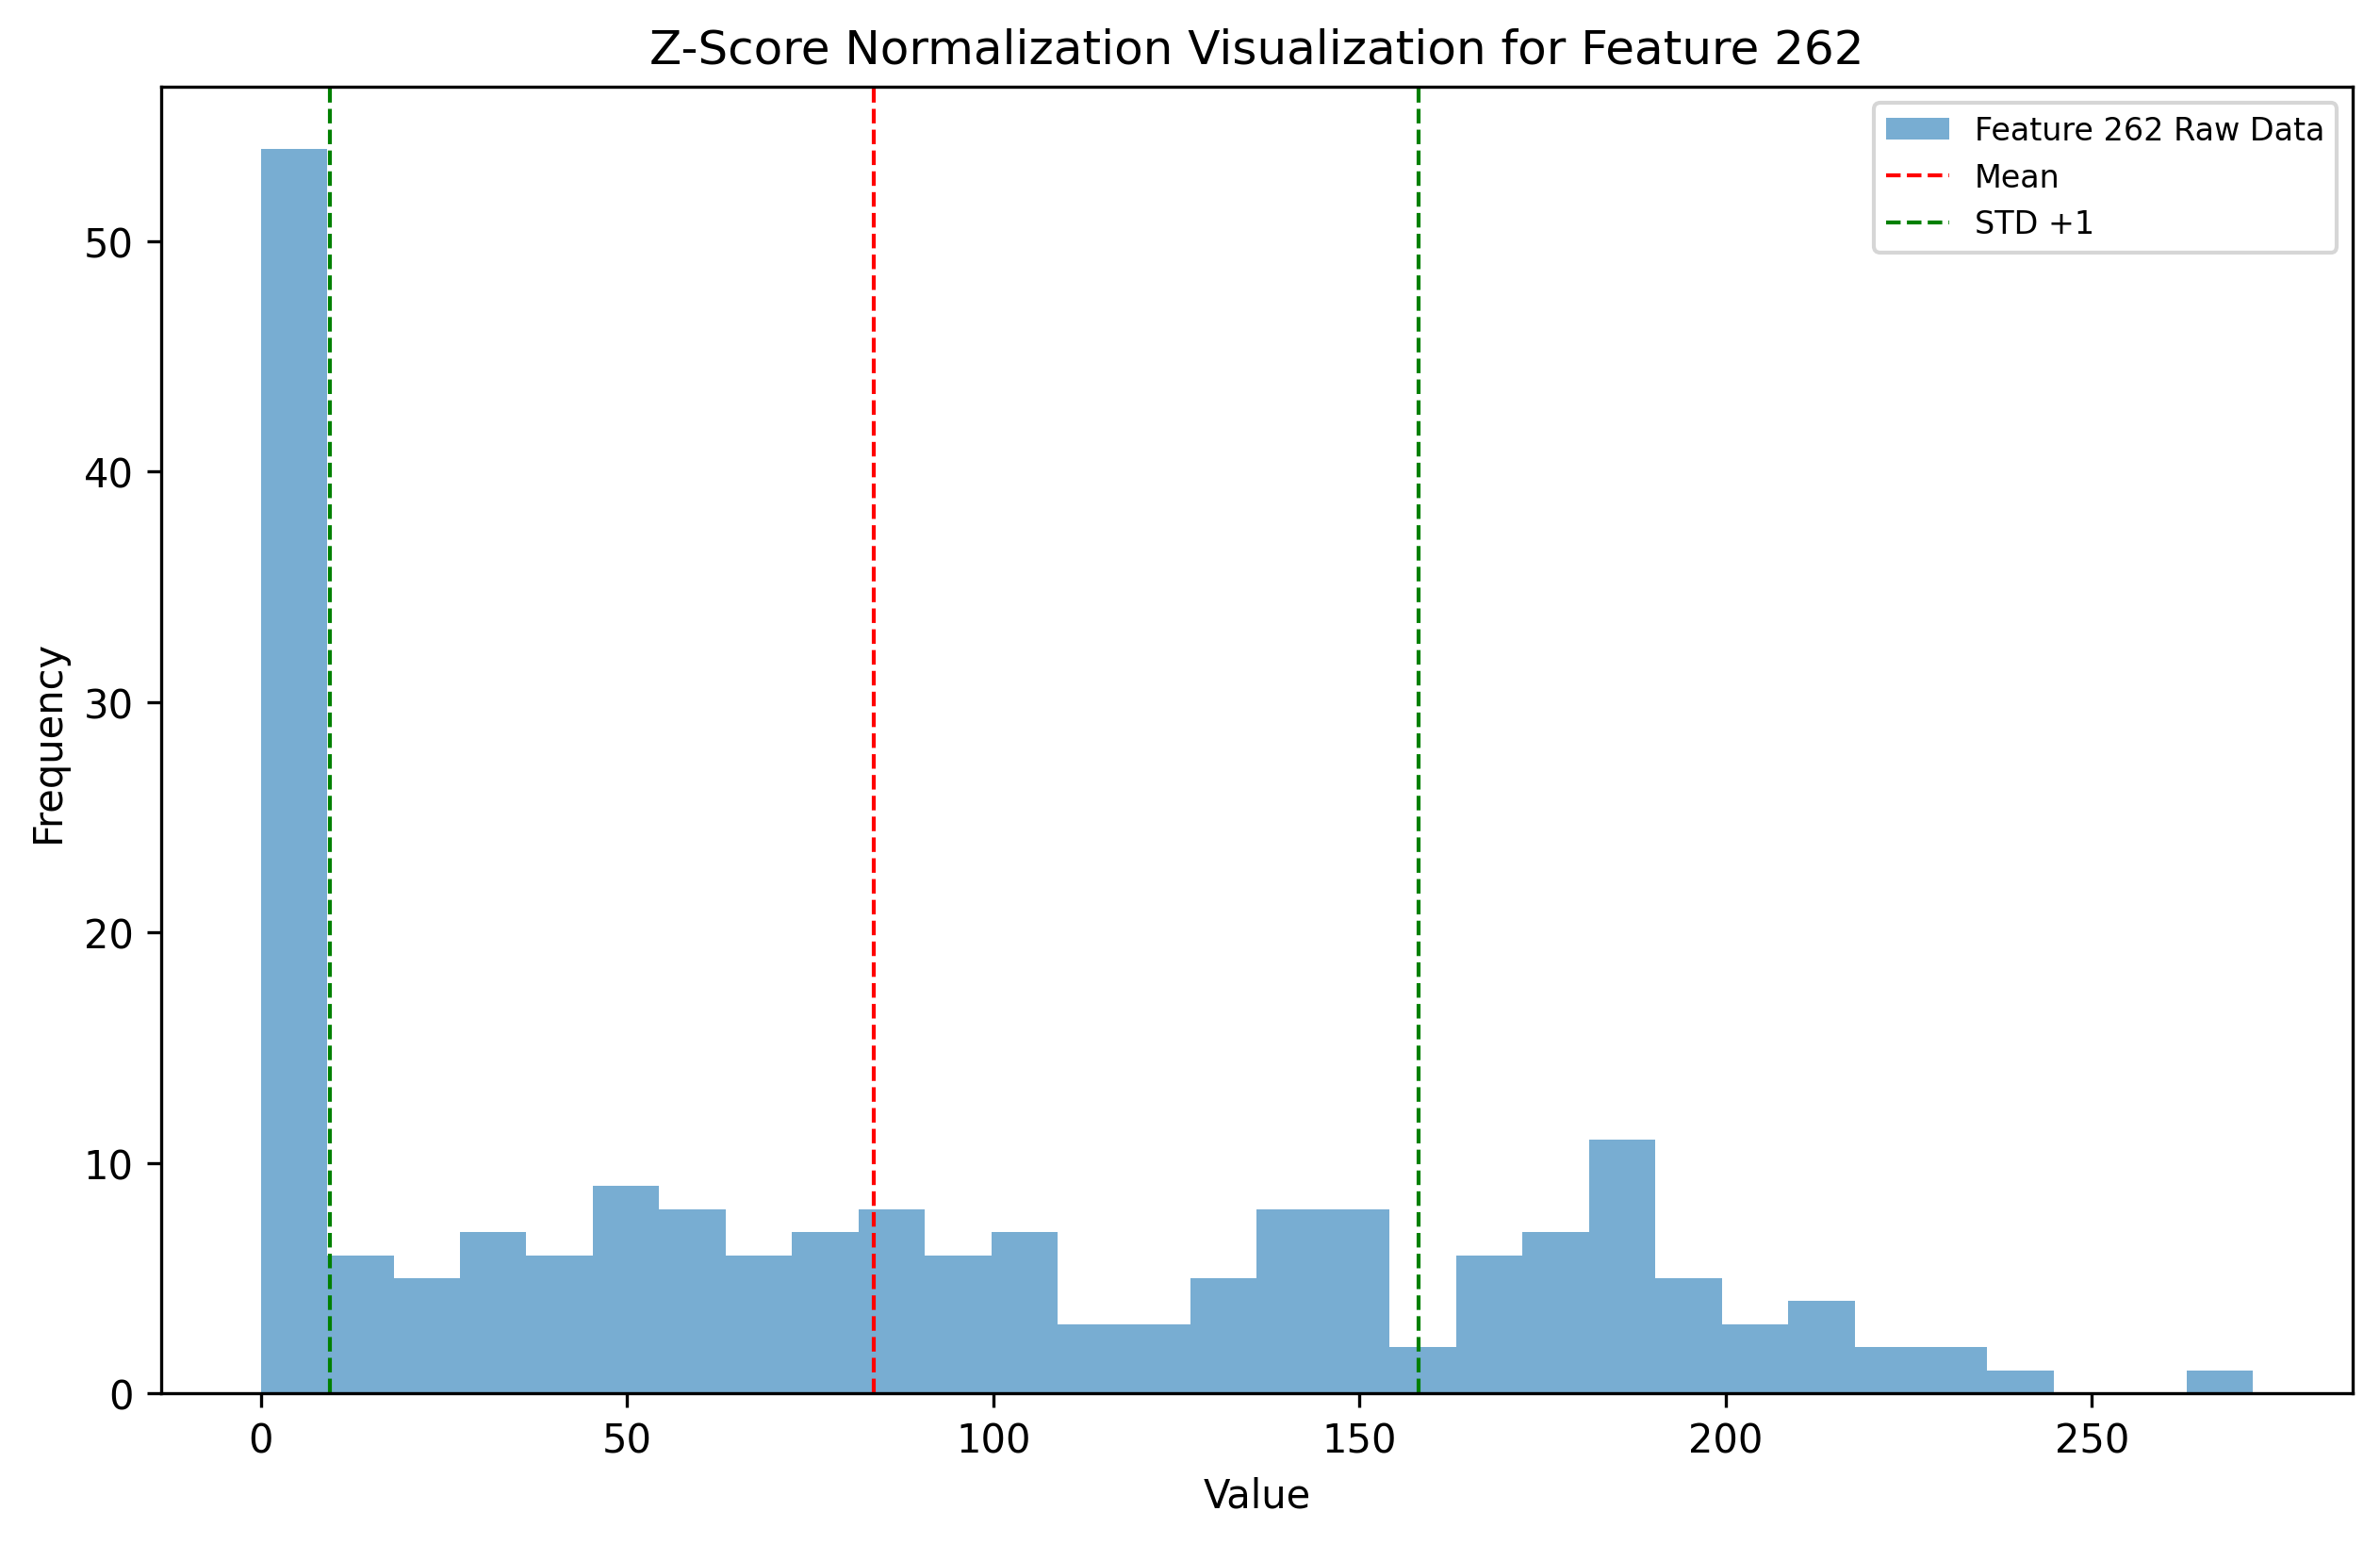 Z-Score Normalization Visualization for Feature 262
Feature 262 Raw Data
Mean
STD +1
50
40
30
20
10
0
Frequency
0 50 100 150 200 250
Value